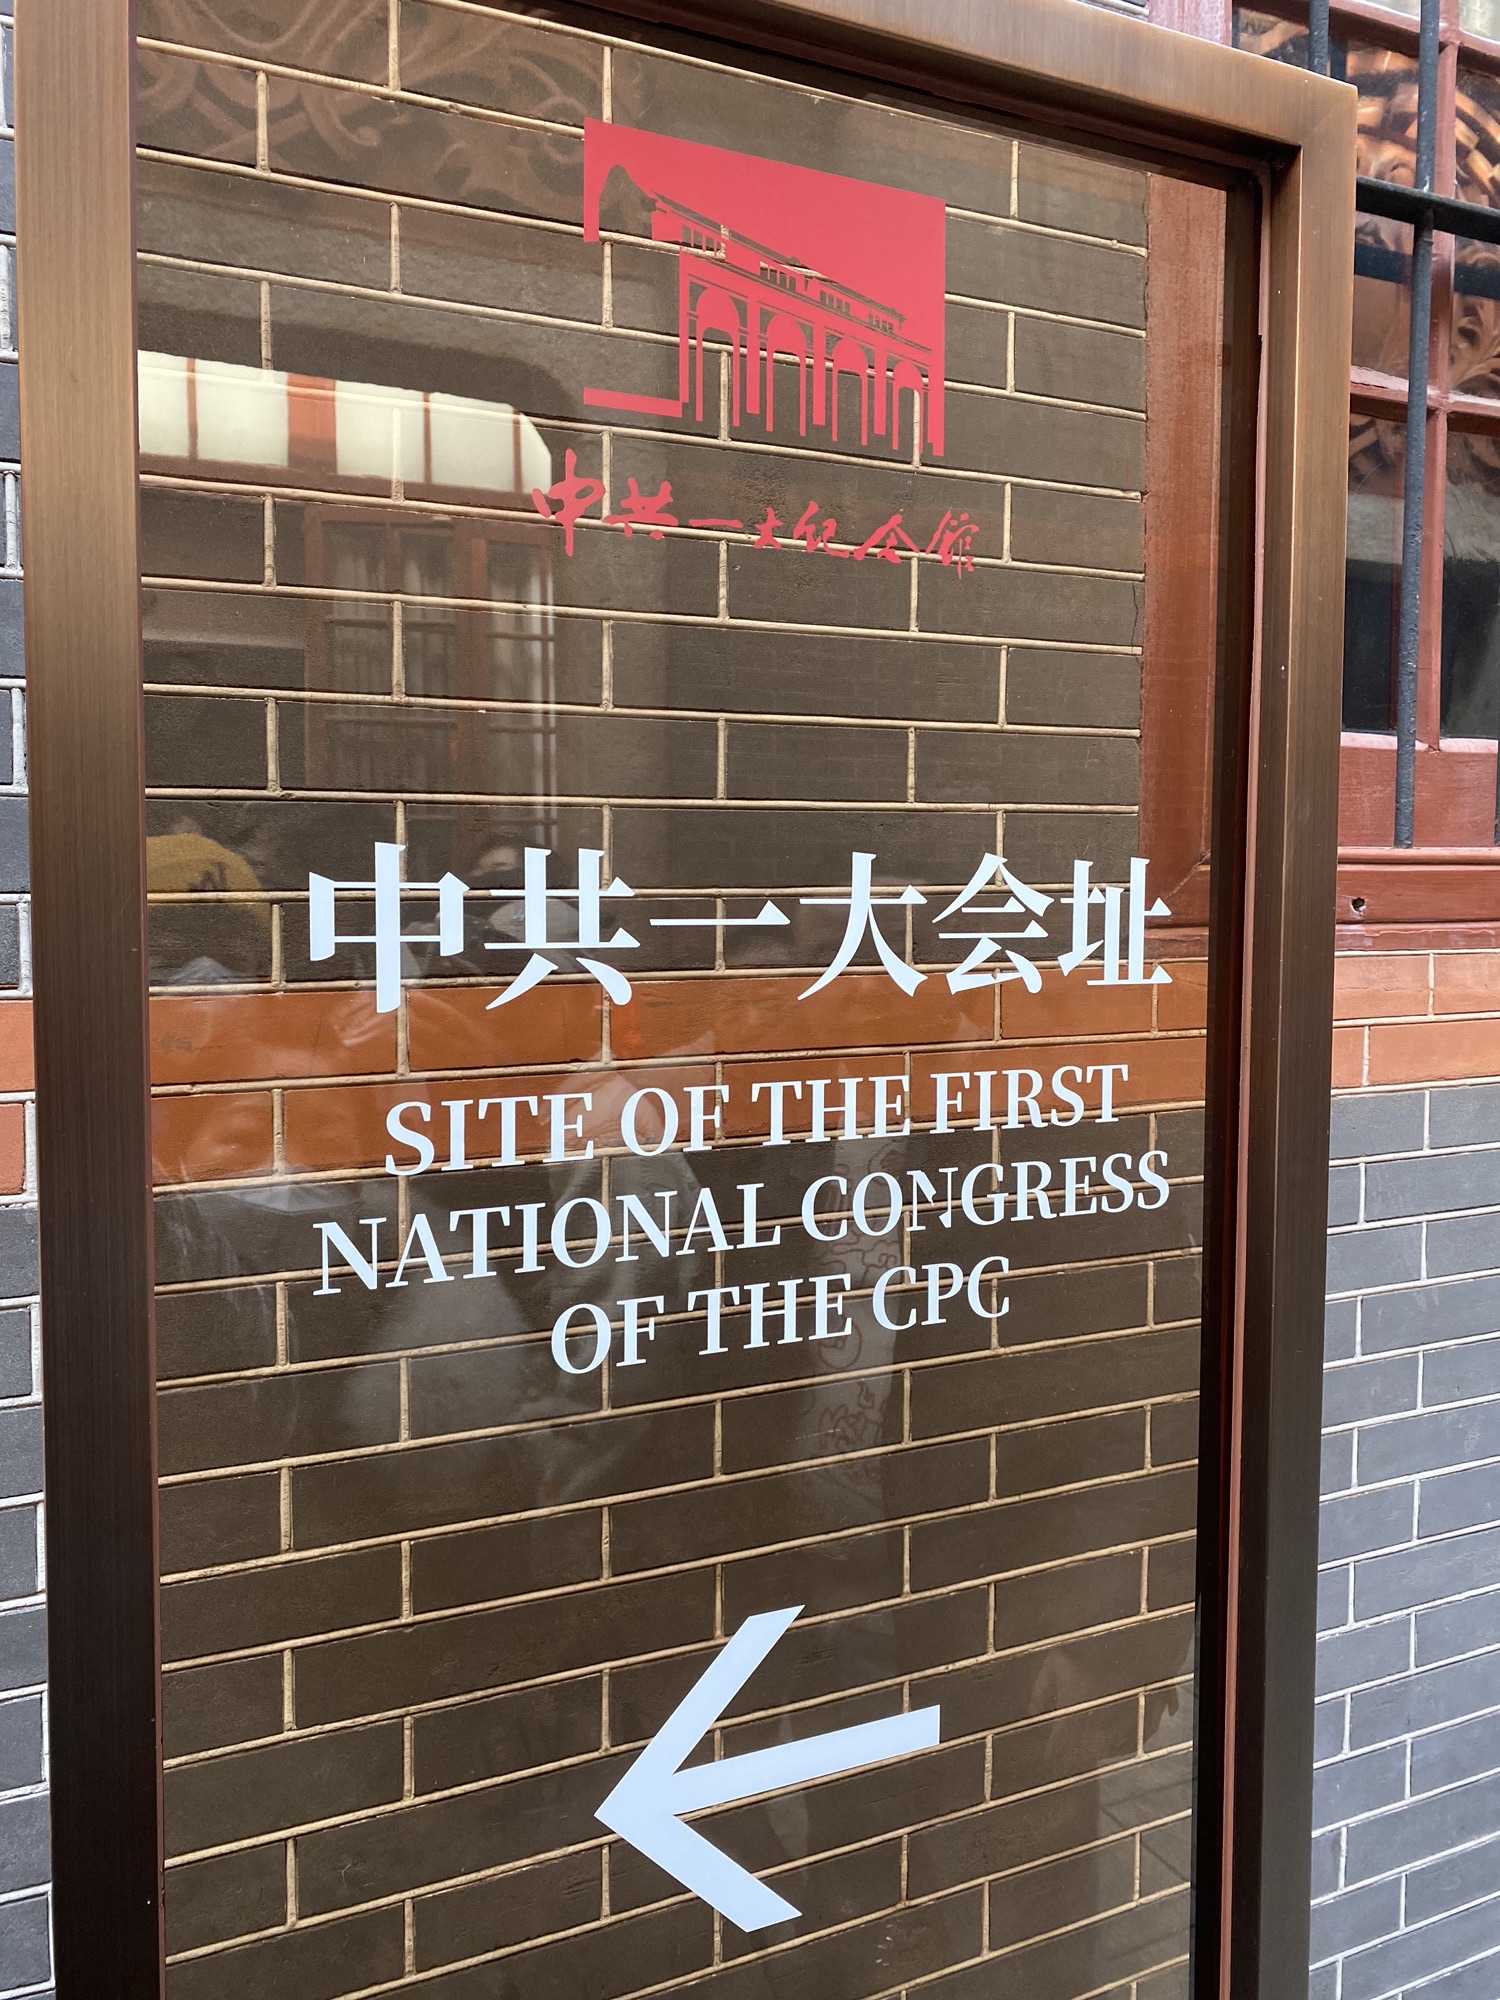 中共一大纪念馆
中共一大会址
SITE OF THE FIRST
NATIONAL CONGRESS
OF THE CPC